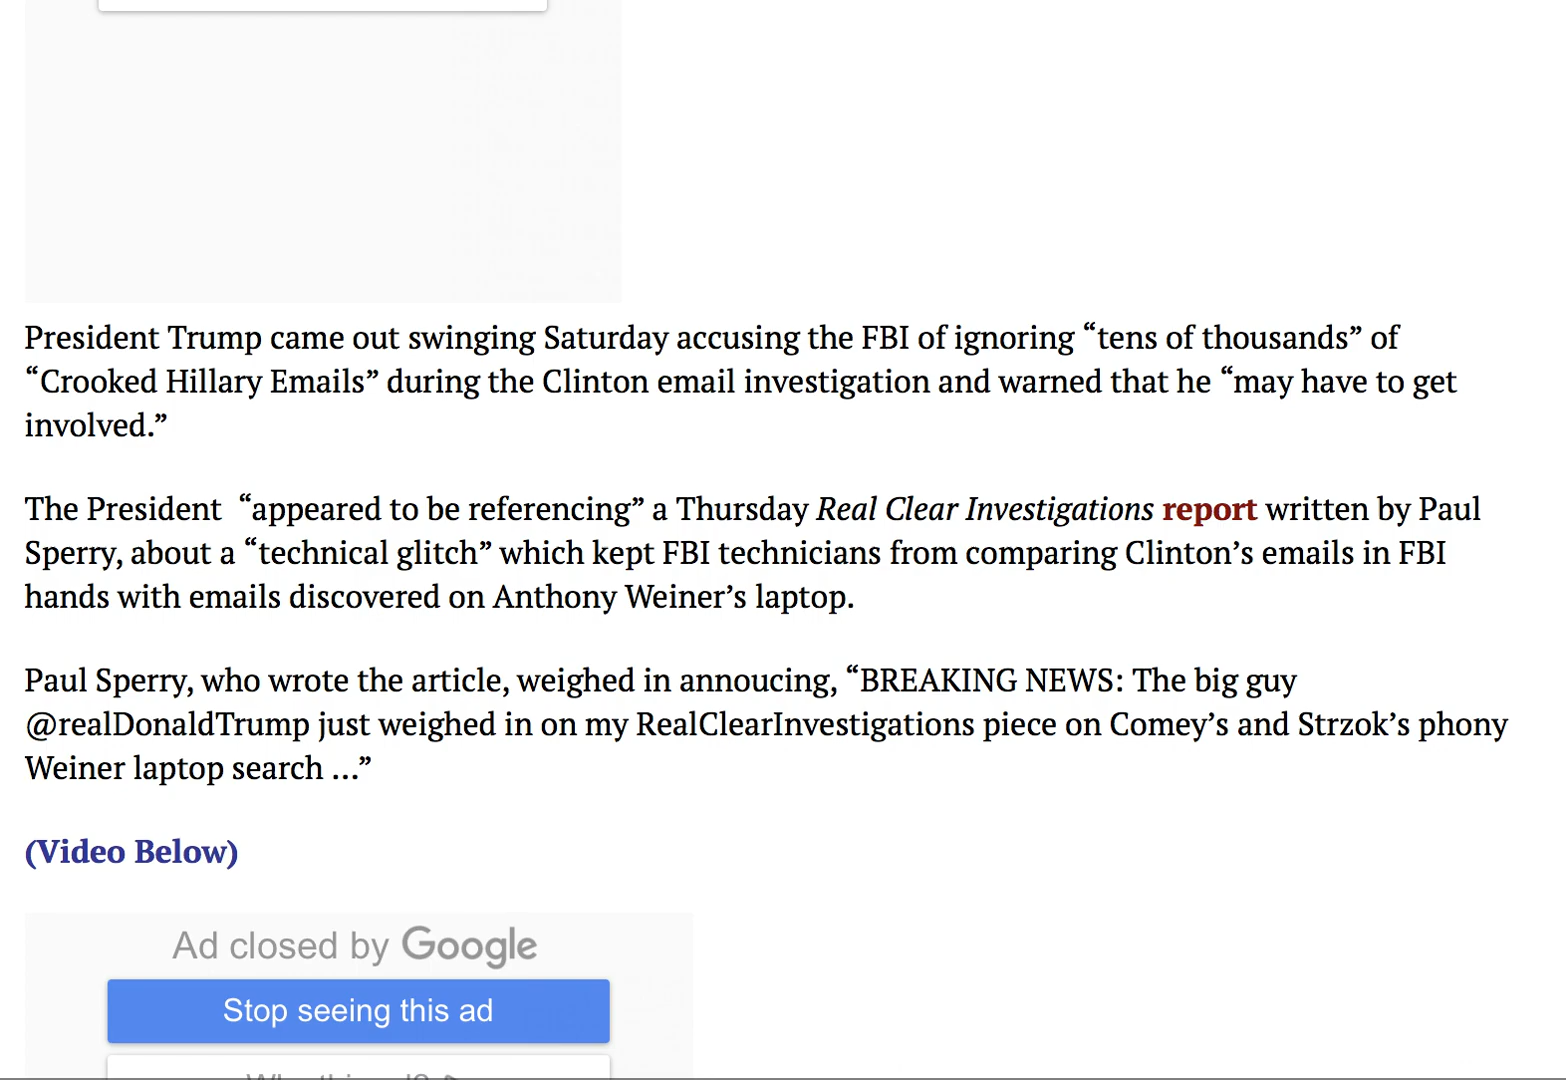 President Trump came out swinging Saturday accusing the FBI of ignoring “tens of thousands” of
“Crooked Hillary Emails” during the Clinton email investigation and warned that he “may have to get
involved.”
The President  “appeared to be referencing” a Thursday Real Clear Investigations report written by Paul
Sperry, about a “technical glitch” which kept FBI technicians from comparing Clinton’s emails in FBI
hands with emails discovered on Anthony Weiner’s laptop.
Paul Sperry, who wrote the article, weighed in annoucing, “BREAKING NEWS: The big guy
@realDonaldTrump just weighed in on my RealClearInvestigations piece on Comey’s and Strzok’s phony
Weiner laptop search ...”
(Video Below)
Ad closed by Google
Stop seeing this ad